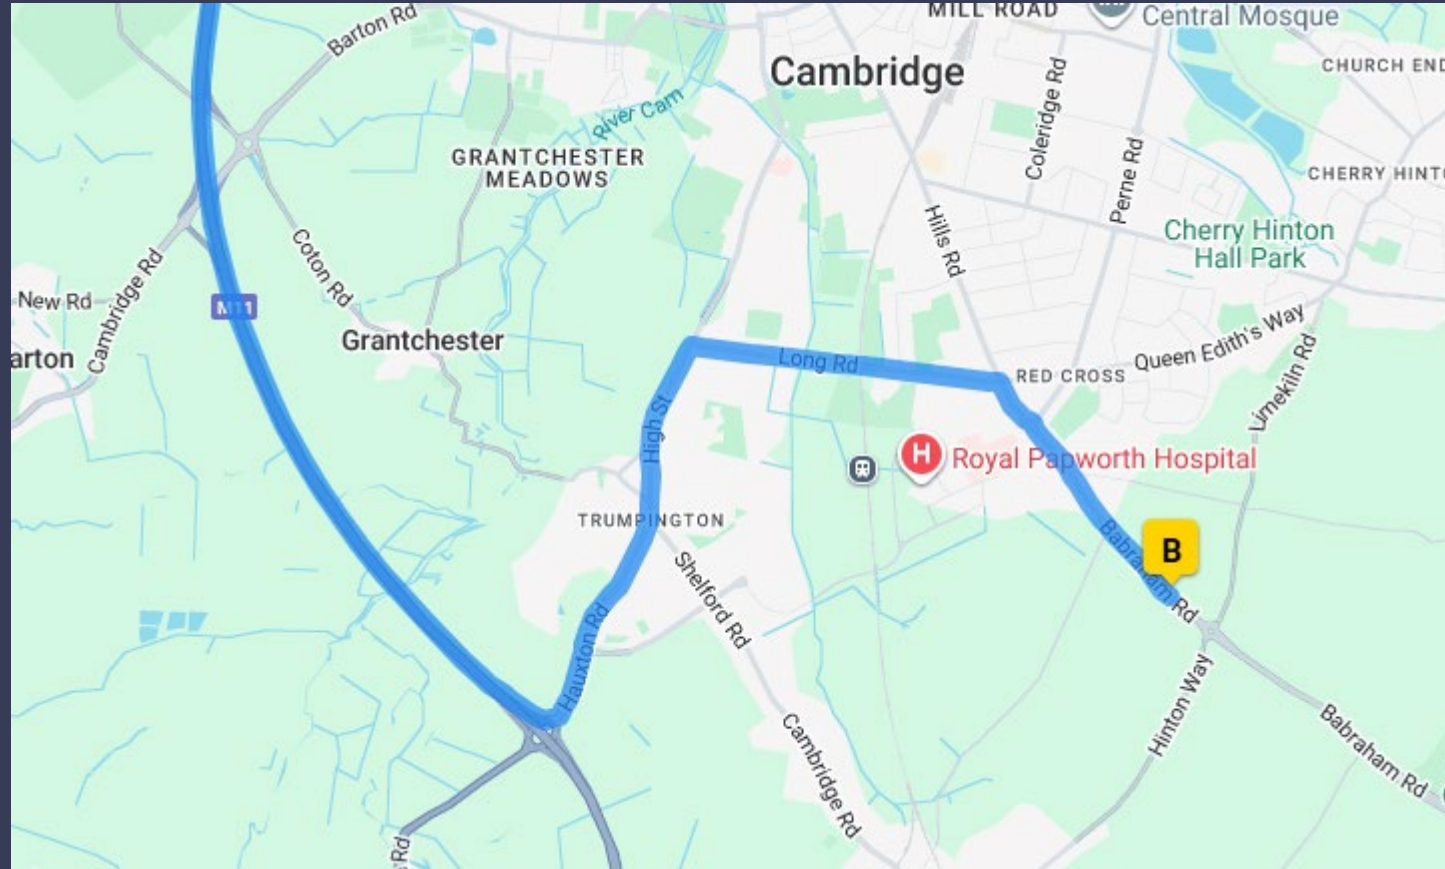 MILL ROAD
Central Mosque
Barton Rd
Cambridge
CHURCH END
Coleridge Rd
River Cam
GRANTCHESTER
MEADOWS
Perne Rd
CHERRY HINTO
Hills Rd
Cherry Hinton
Hall Park
Coton Rd
New Rd
Cambridge Rd
M11
Grantchester
arton
Long Rd
RED CROSS
Queen Edith's Way
Limekiln Rd
High St
H
Royal Papworth Hospital
TRUMPINGTON
B
Babraham Rd
Shelford Rd
Hauxton Rd
Hinton Way
Cambridge Rd
Babraham Rd
Rd